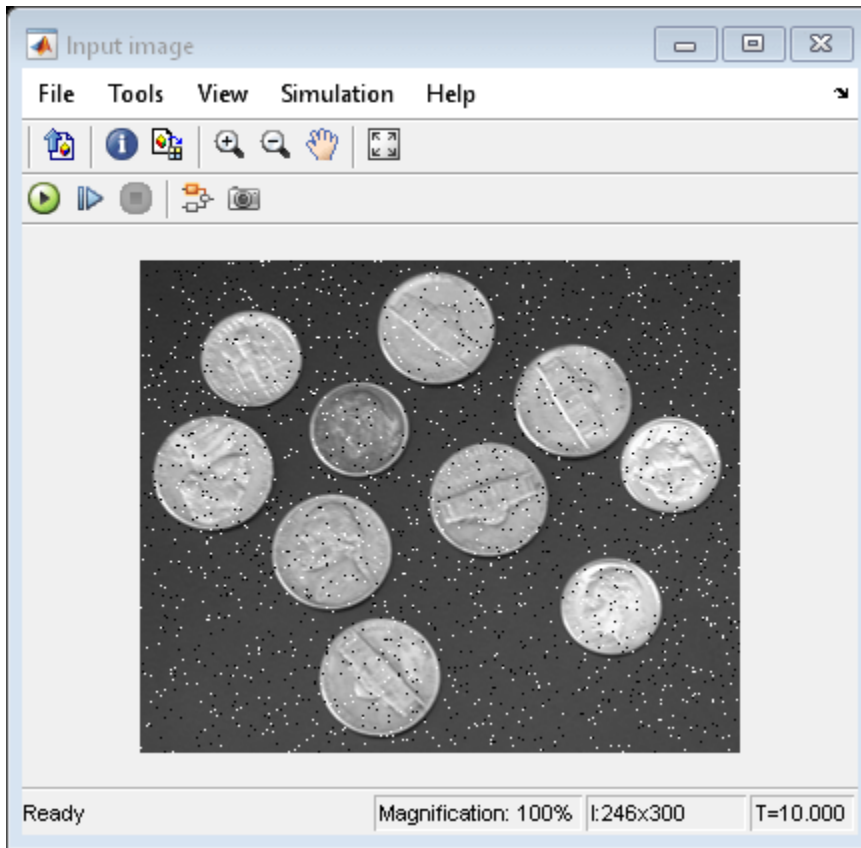 Input image
File Tools View Simulation Help
Ready Magnification: 100% I:246x300 T=10.000